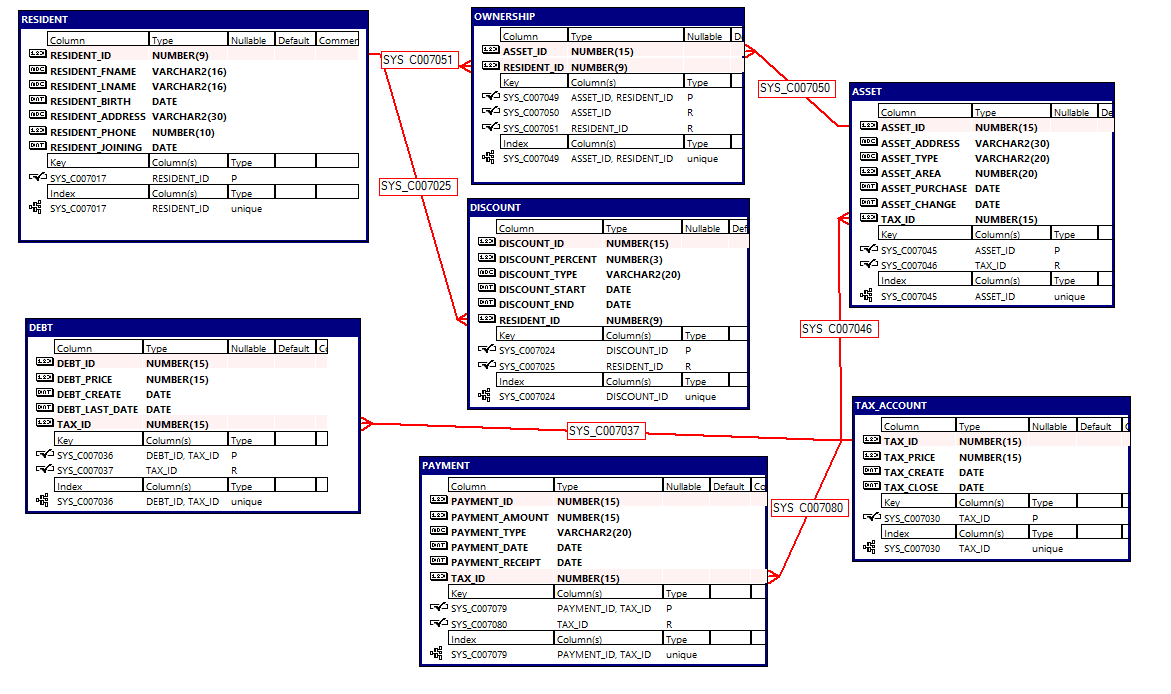 RESIDENT
Column Type Nullable Default Commer
RESIDENT_ID NUMBER(9)
RESIDENT_FNAME VARCHAR2(16)
RESIDENT_LNAME VARCHAR2(16)
RESIDENT_BIRTH DATE
RESIDENT_ADDRESS VARCHAR2(30)
RESIDENT_PHONE NUMBER(10)
RESIDENT_JOINING DATE
Key Column(s) Type
SYS_C007017 RESIDENT_ID P
Index Column(s) Type
SYS_C007017 RESIDENT_ID unique
SYS_C007051
OWNERSHIP
Column Type Nullable D
ASSET_ID NUMBER(15)
RESIDENT_ID NUMBER(9)
Key Column(s) Type
SYS_C007049 ASSET_ID, RESIDENT_ID P
SYS_C007050 ASSET_ID R
SYS_C007051 RESIDENT_ID R
Index Column(s) Type
SYS_C007049 ASSET_ID, RESIDENT_ID unique
SYS_C007050
ASSET
Column Type Nullable De
ASSET_ID NUMBER(15)
ASSET_ADDRESS VARCHAR2(30)
ASSET_TYPE VARCHAR2(20)
ASSET_AREA NUMBER(20)
ASSET_PURCHASE DATE
ASSET_CHANGE DATE
TAX_ID NUMBER(15)
Key Column(s) Type
SYS_C007045 ASSET_ID P
SYS_C007046 TAX_ID R
Index Column(s) Type
SYS_C007045 ASSET_ID unique
SYS_C007025
DISCOUNT
Column Type Nullable Def
DISCOUNT_ID NUMBER(15)
DISCOUNT_PERCENT NUMBER(3)
DISCOUNT_TYPE VARCHAR2(20)
DISCOUNT_START DATE
DISCOUNT_END DATE
RESIDENT_ID NUMBER(9)
Key Column(s) Type
SYS_C007024 DISCOUNT_ID P
SYS_C007025 RESIDENT_ID R
Index Column(s) Type
SYS_C007024 DISCOUNT_ID unique
SYS_C007046
DEBT
Column Type Nullable Default Co
DEBT_ID NUMBER(15)
DEBT_PRICE NUMBER(15)
DEBT_CREATE DATE
DEBT_LAST_DATE DATE
TAX_ID NUMBER(15)
Key Column(s) Type
SYS_C007036 DEBT_ID, TAX_ID P
SYS_C007037 TAX_ID R
Index Column(s) Type
SYS_C007036 DEBT_ID, TAX_ID unique
SYS_C007037
TAX_ACCOUNT
Column Type Nullable Default C
TAX_ID NUMBER(15)
TAX_PRICE NUMBER(15)
TAX_CREATE DATE
TAX_CLOSE DATE
Key Column(s) Type
SYS_C007030 TAX_ID P
Index Column(s) Type
SYS_C007030 TAX_ID unique
PAYMENT
Column Type Nullable Default Co
PAYMENT_ID NUMBER(15)
PAYMENT_AMOUNT NUMBER(15)
PAYMENT_TYPE VARCHAR2(20)
PAYMENT_DATE DATE
PAYMENT_RECEIPT DATE
TAX_ID NUMBER(15)
Key Column(s) Type
SYS_C007079 PAYMENT_ID, TAX_ID P
SYS_C007080 TAX_ID R
Index Column(s) Type
SYS_C007079 PAYMENT_ID, TAX_ID unique
SYS_C007080